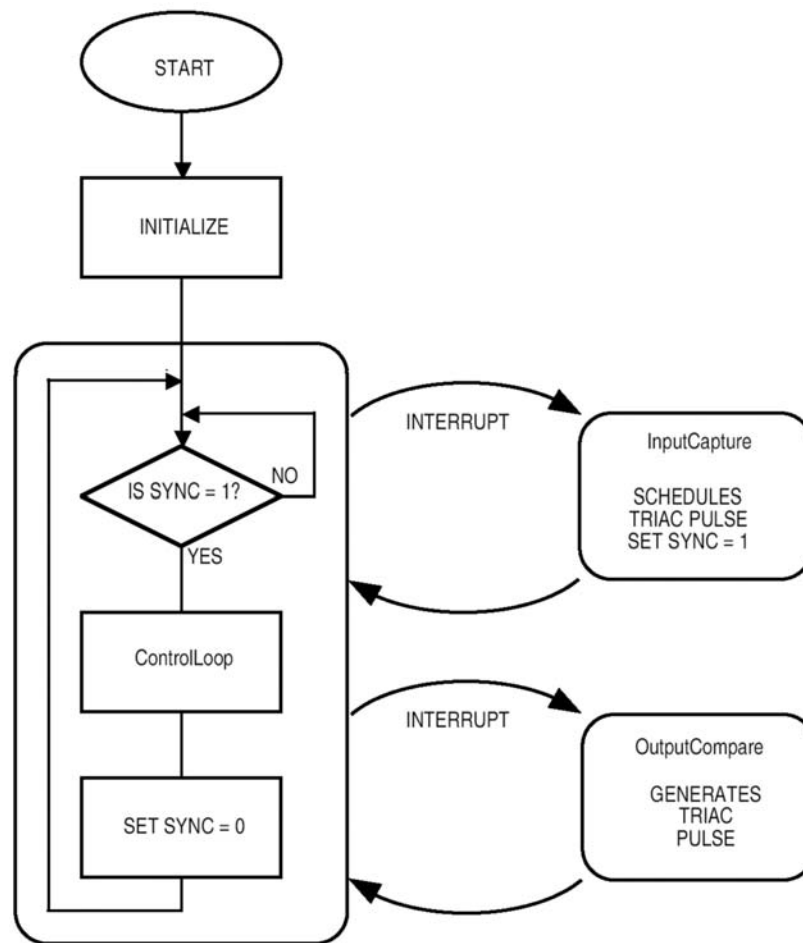 START
INITIALIZE
IS SYNC = 1?
NO
YES
ControlLoop
SET SYNC = 0
INTERRUPT
InputCapture
SCHEDULES
TRIAC PULSE
SET SYNC = 1
INTERRUPT
OutputCompare
GENERATES
TRIAC
PULSE